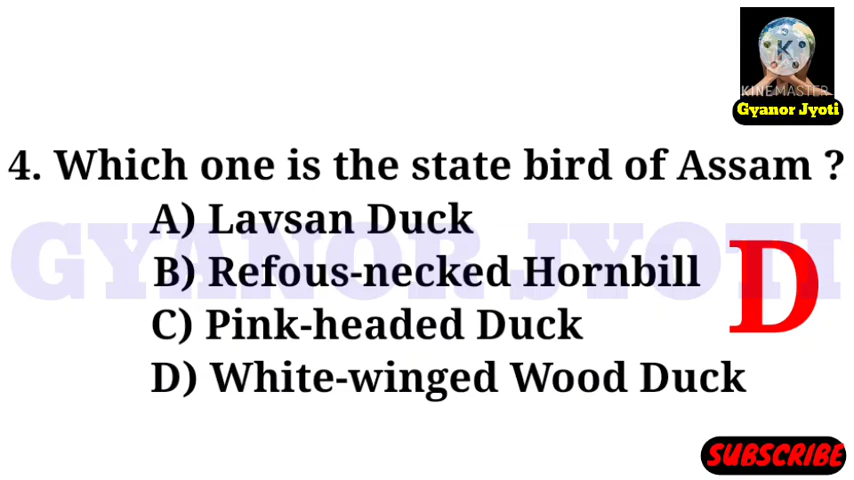 K
KINEMASTER
Gyanor Jyoti
4. Which one is the state bird of Assam ?
GYANOR JYOTI
A) Lavsan Duck
B) Refous-necked Hornbill
C) Pink-headed Duck
D) White-winged Wood Duck
D
SUBSCRIBE